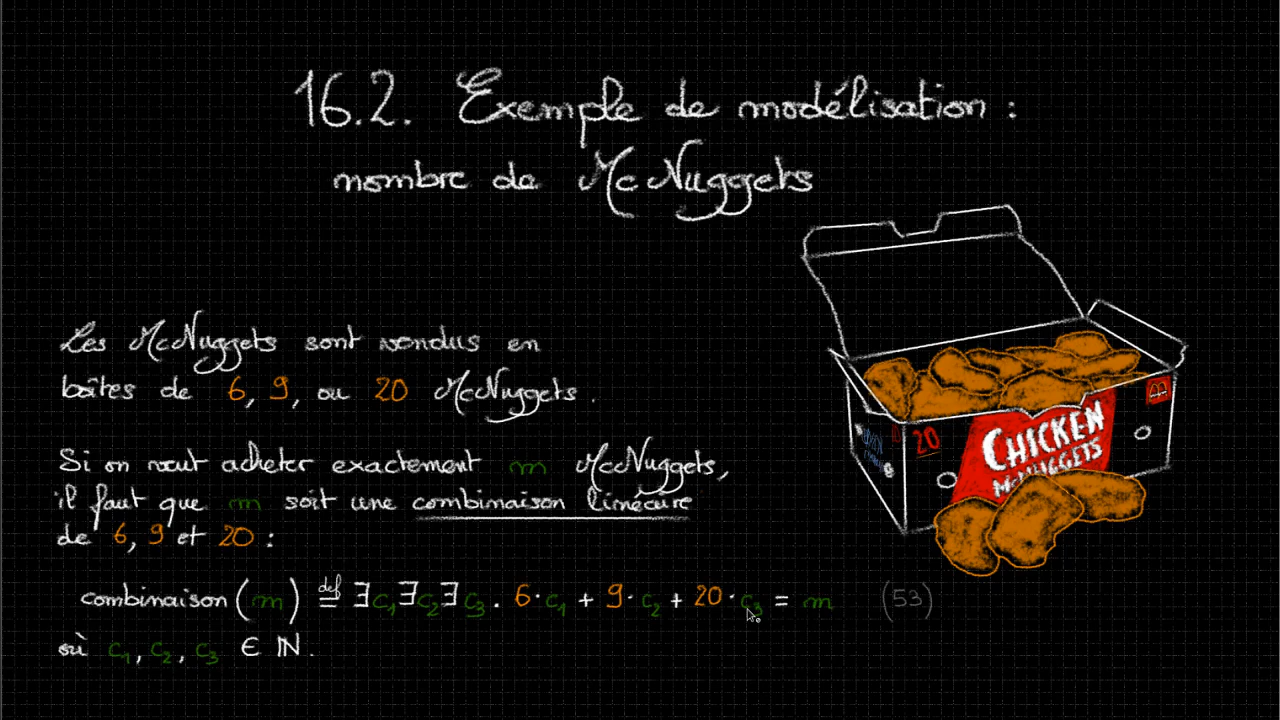 16.2. Exemple de modélisation :
nombre de McNuggets
Les McNuggets sont vendus en
boîtes de 6, 9, ou 20 McNuggets .
Si on veut acheter exactement n McNuggets,
il faut que n soit une combinaison linéaire
de 6, 9 et 20 :
combinaison (n) def = ∃c₁∃c₂∃c₃ . 6·c₁ + 9·c₂ + 20·c₃ = n (53)
où c₁, c₂, c₃ ∈ ℕ .
20
CHICKEN
McNUGGETS